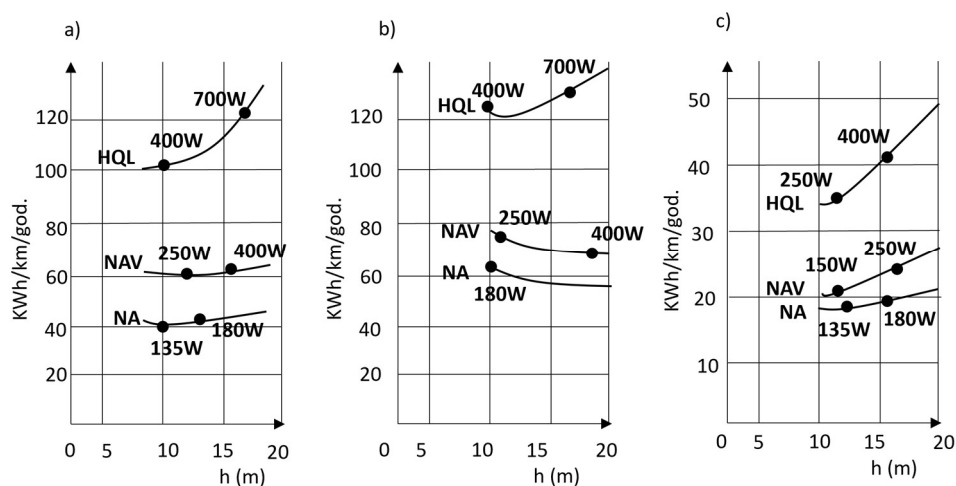 a)
KWh/km/god.
120
100
80
60
40
20
700W
400W
HQL
250W
400W
NAV
NA
135W
180W
0 5 10 15 20
h (m)
b)
KWh/km/god.
120
100
80
60
40
20
700W
400W
HQL
250W
NAV
400W
NA
180W
0 5 10 15 20
h (m)
c)
KWh/km/god.
50
40
30
20
10
400W
250W
HQL
250W
150W
NAV
NA
135W
180W
0 5 10 15 20
h (m)